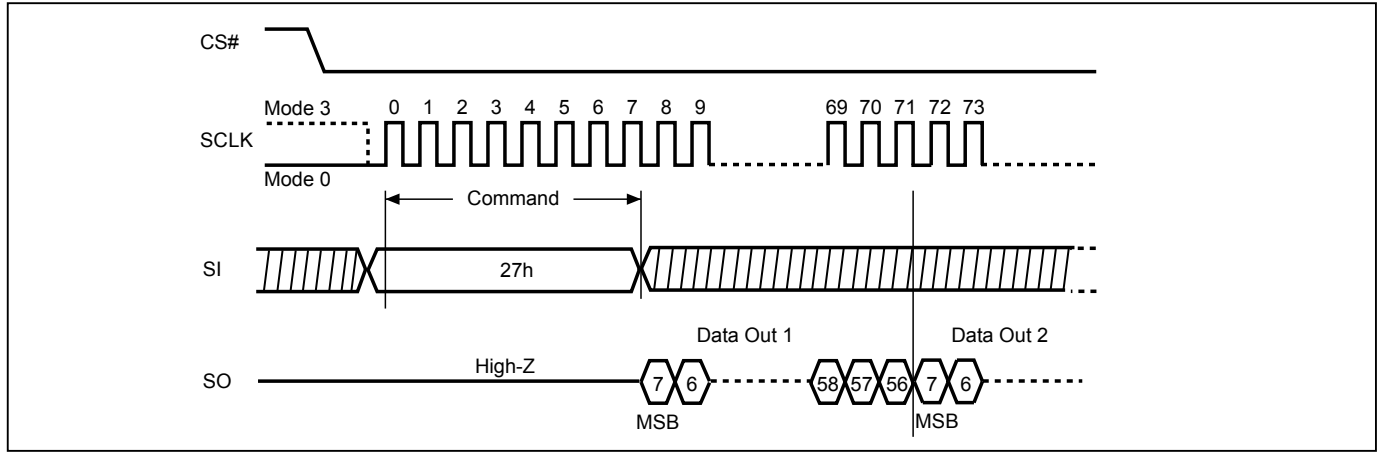 CS#
Mode 3 0 1 2 3 4 5 6 7 8 9 69 70 71 72 73
SCLK
Mode 0
Command
SI 27h
Data Out 1 Data Out 2
High-Z
SO 7 6 58 57 56 7 6
MSB MSB